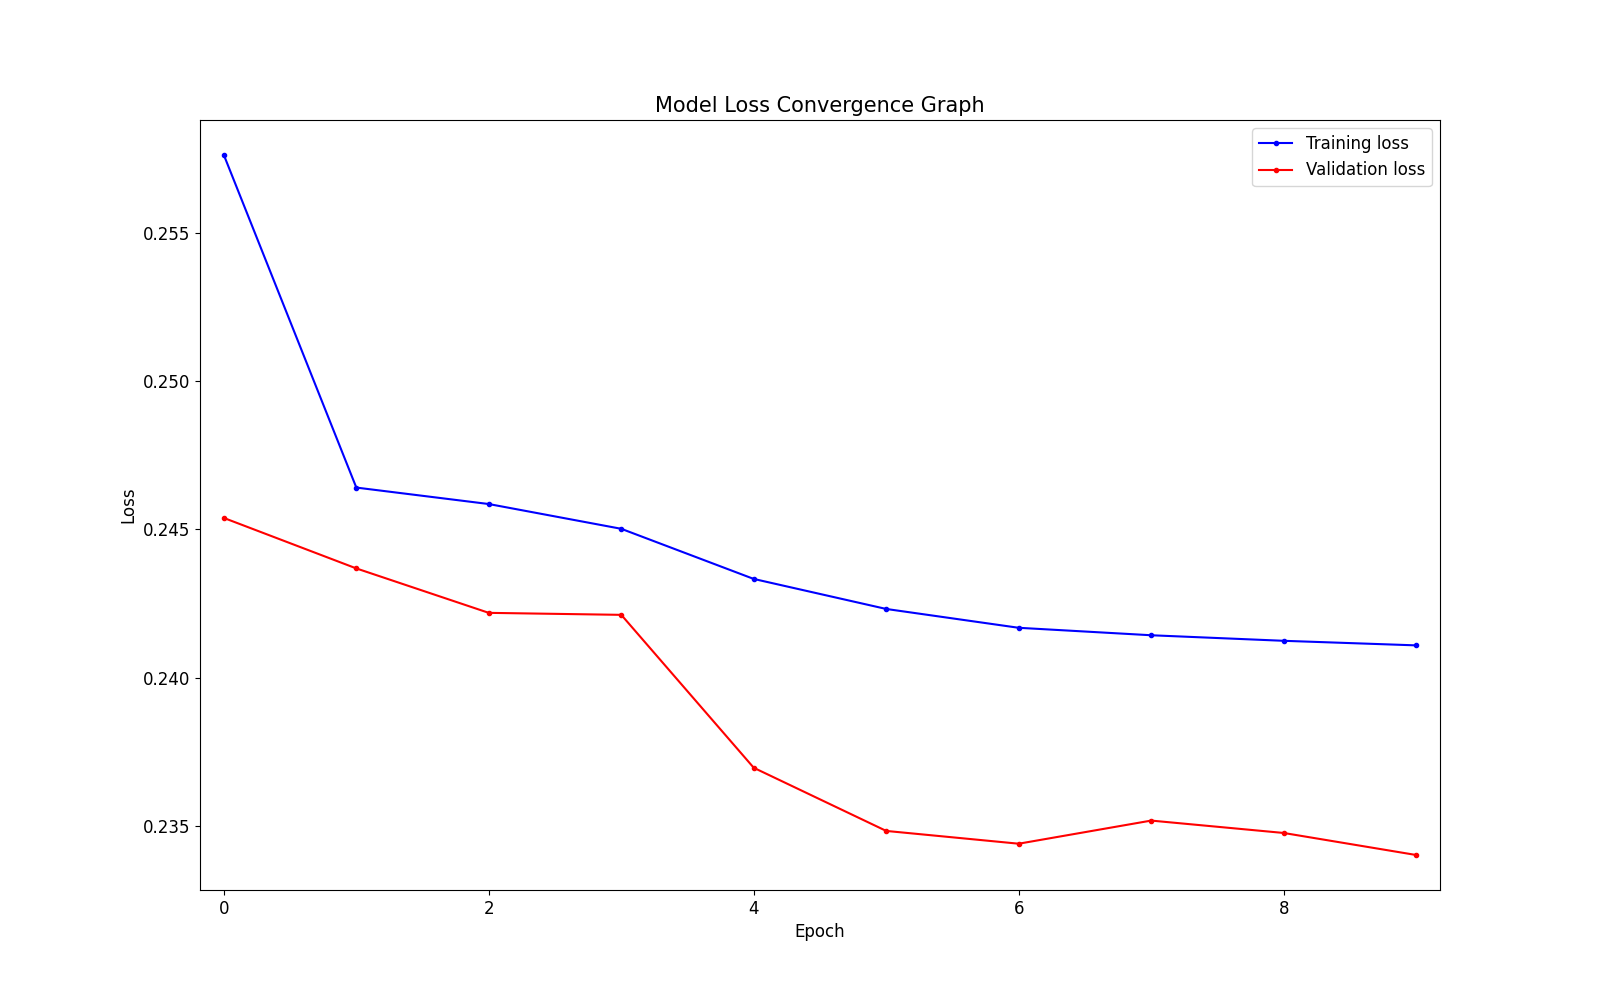 Model Loss Convergence Graph
Training loss
Validation loss
0.255
0.250
0.245
0.240
0.235
Loss
0 2 4 6 8
Epoch